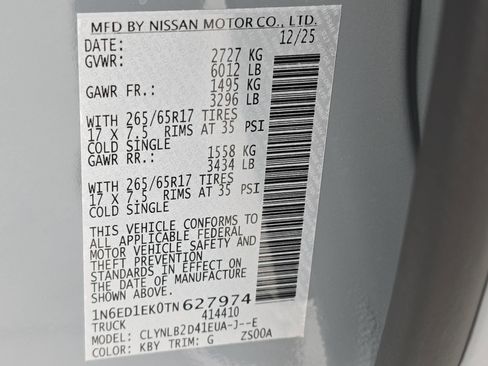 MFD BY NISSAN MOTOR CO., LTD.
DATE: 12/25
GVWR: 2727 KG
6012 LB
GAWR FR.: 1495 KG
3296 LB
WITH 265/65R17 TIRES
17 X 7.5 RIMS AT 35 PSI
COLD SINGLE
GAWR RR.: 1558 KG
3434 LB
WITH 265/65R17 TIRES
17 X 7.5 RIMS AT 35 PSI
COLD SINGLE
THIS VEHICLE CONFORMS TO
ALL APPLICABLE FEDERAL
MOTOR VEHICLE SAFETY AND
THEFT PREVENTION
STANDARDS IN EFFECT ON
THE DATE OF MANUFACTURE
SHOWN ABOVE.
1N6ED1EK0TN627974
TRUCK 414410
MODEL: CLYNLB2D41EUA-J--E
COLOR: KBY TRIM: G ZS00A